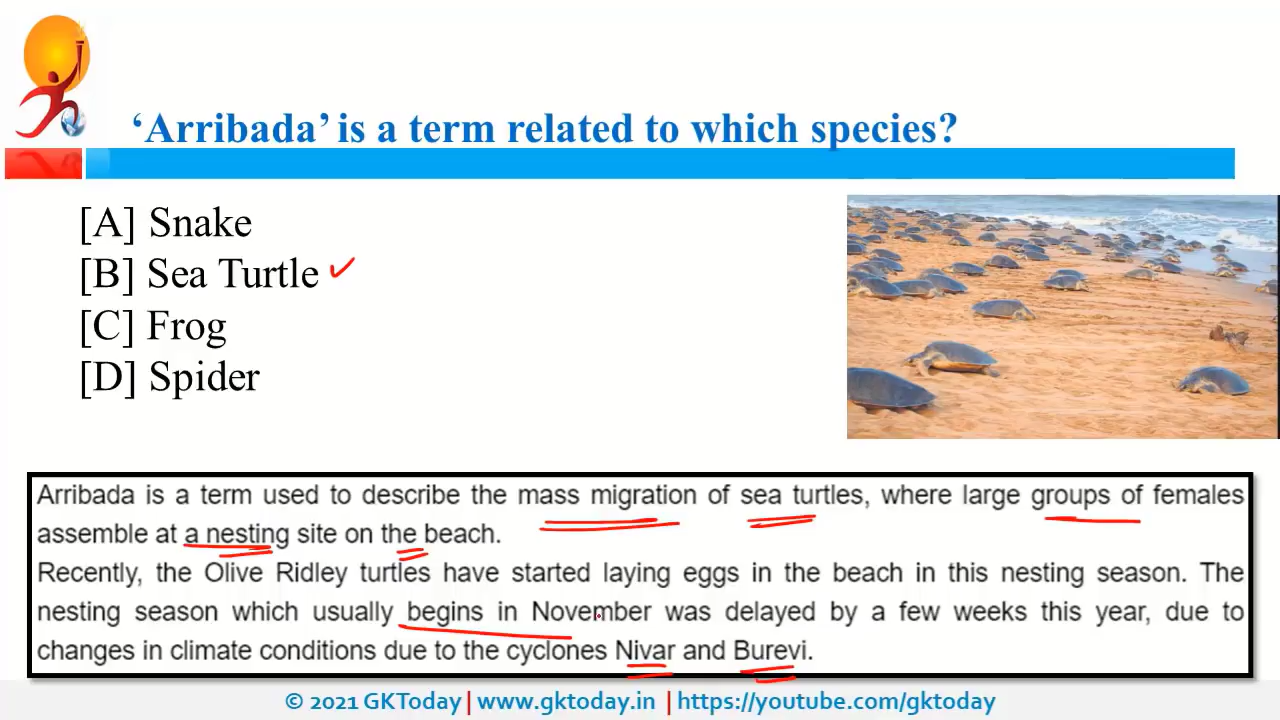 ‘Arribada’ is a term related to which species?
[A] Snake
[B] Sea Turtle
[C] Frog
[D] Spider
Arribada is a term used to describe the mass migration of sea turtles, where large groups of females
assemble at a nesting site on the beach.
Recently, the Olive Ridley turtles have started laying eggs in the beach in this nesting season. The
nesting season which usually begins in November was delayed by a few weeks this year, due to
changes in climate conditions due to the cyclones Nivar and Burevi.
© 2021 GKToday | www.gktoday.in | https://youtube.com/gktoday